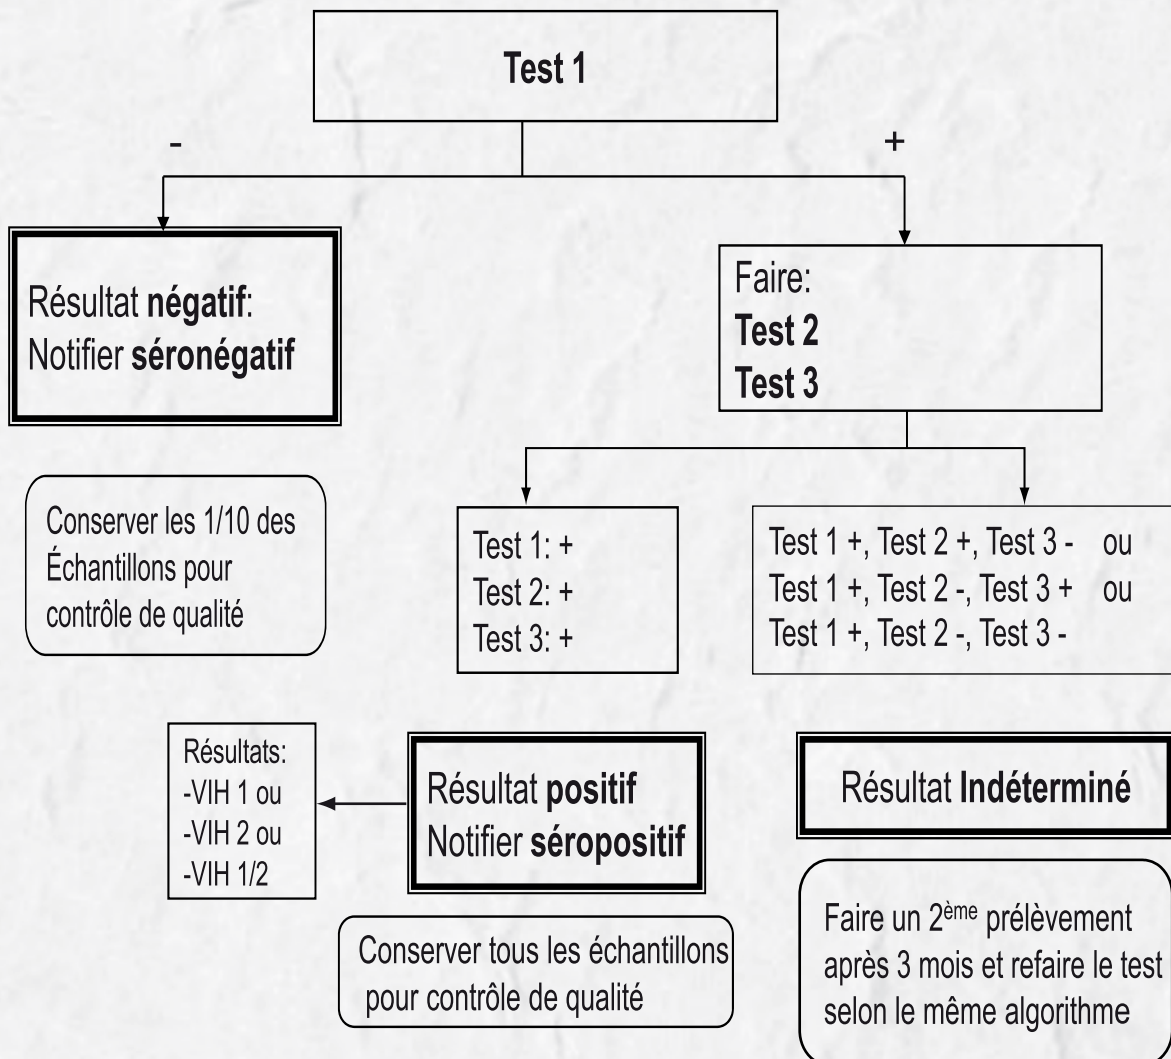 Test 1
-
+
Résultat négatif:
Notifier séronégatif
Faire:
Test 2
Test 3
Conserver les 1/10 des
Échantillons pour
contrôle de qualité
Test 1: +
Test 2: +
Test 3: +
Test 1 +, Test 2 +, Test 3 - ou
Test 1 +, Test 2 -, Test 3 + ou
Test 1 +, Test 2 -, Test 3 -
Résultats:
-VIH 1 ou
-VIH 2 ou
-VIH 1/2
Résultat positif
Notifier séropositif
Résultat Indéterminé
Conserver tous les échantillons
pour contrôle de qualité
Faire un 2ème prélèvement
après 3 mois et refaire le test
selon le même algorithme